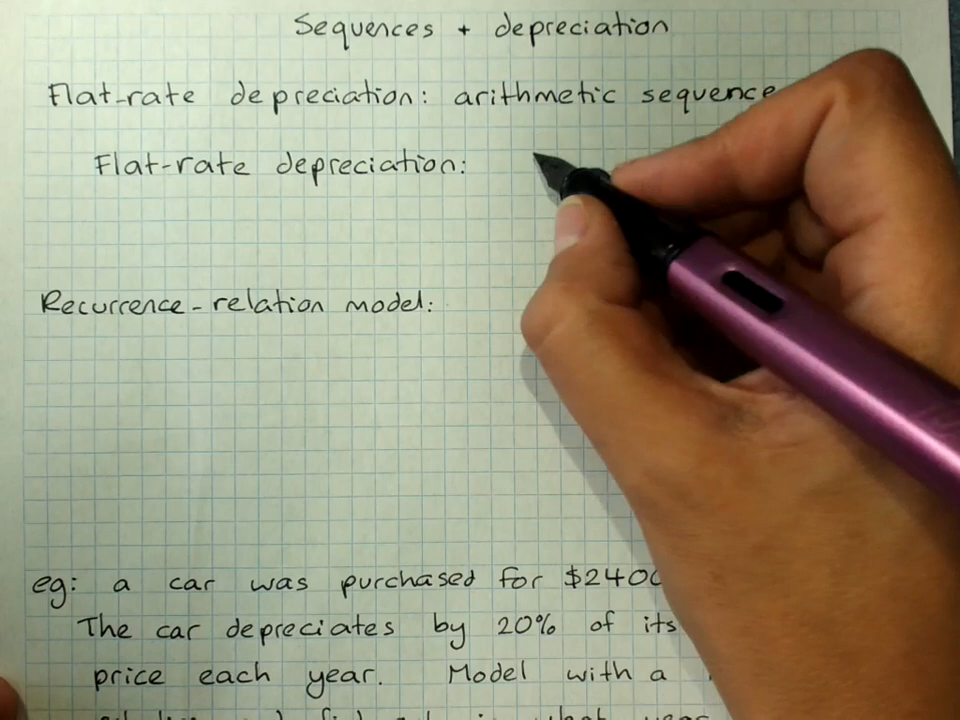 Sequences + depreciation
Flat-rate depreciation: arithmetic sequence
Flat-rate depreciation:
Recurrence-relation model:
eg: a car was purchased for $2400
The car depreciates by 20% of its
price each year. Model with a